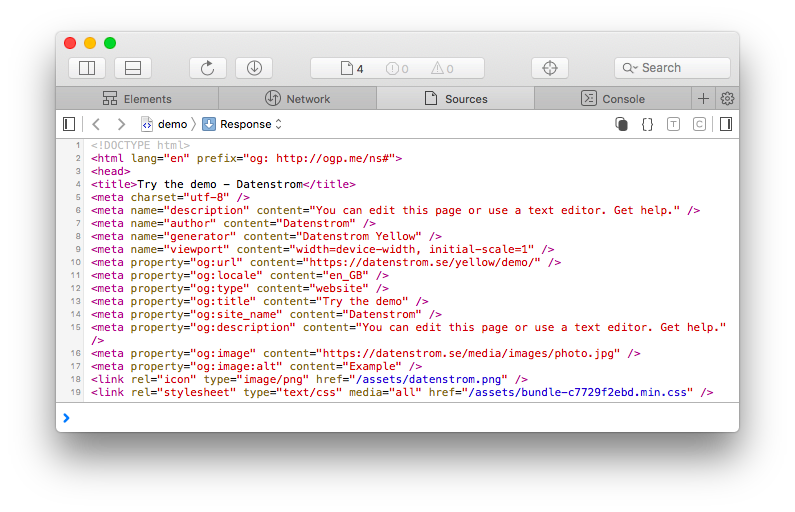 4 0 0 Search
Elements Network Sources Console
demo Response T C
1 <!DOCTYPE html>
2 <html lang="en" prefix="og: http://ogp.me/ns#">
3 <head>
4 <title>Try the demo - Datenstrom</title>
5 <meta charset="utf-8" />
6 <meta name="description" content="You can edit this page or use a text editor. Get help." />
7 <meta name="author" content="Datenstrom" />
8 <meta name="generator" content="Datenstrom Yellow" />
9 <meta name="viewport" content="width=device-width, initial-scale=1" />
10 <meta property="og:url" content="https://datenstrom.se/yellow/demo/" />
11 <meta property="og:locale" content="en_GB" />
12 <meta property="og:type" content="website" />
13 <meta property="og:title" content="Try the demo" />
14 <meta property="og:site_name" content="Datenstrom" />
15 <meta property="og:description" content="You can edit this page or use a text editor. Get help."
/>
16 <meta property="og:image" content="https://datenstrom.se/media/images/photo.jpg" />
17 <meta property="og:image:alt" content="Example" />
18 <link rel="icon" type="image/png" href="/assets/datenstrom.png" />
19 <link rel="stylesheet" type="text/css" media="all" href="/assets/bundle-c7729f2ebd.min.css" />